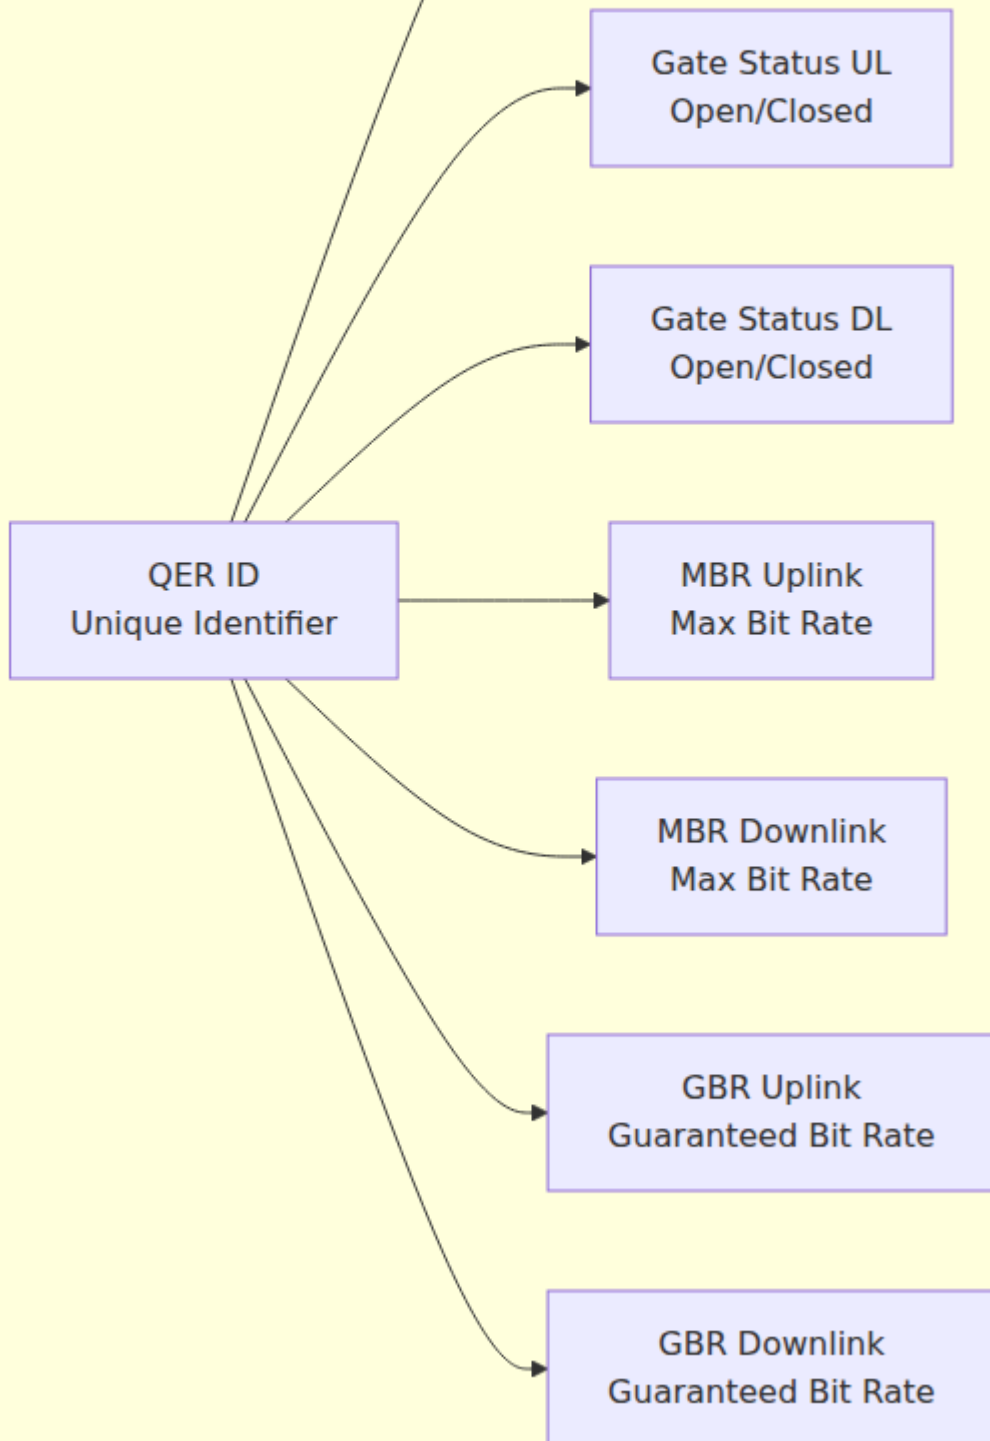 Gate Status UL
Open/Closed
Gate Status DL
Open/Closed
QER ID
Unique Identifier
MBR Uplink
Max Bit Rate
MBR Downlink
Max Bit Rate
GBR Uplink
Guaranteed Bit Rate
GBR Downlink
Guaranteed Bit Rate